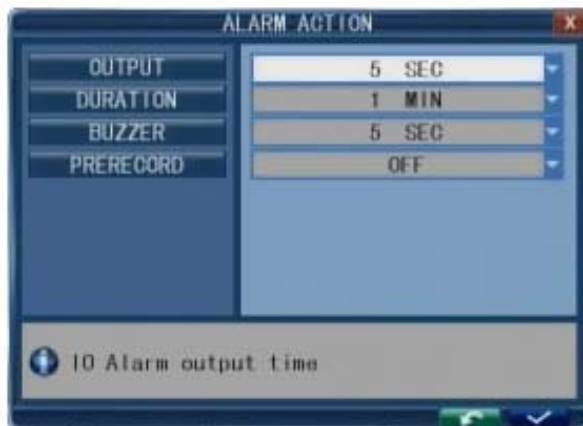 ALARM ACTION
X
OUTPUT 5 SEC
DURATION 1 MIN
BUZZER 5 SEC
PRERECORD OFF
IO Alarm output time